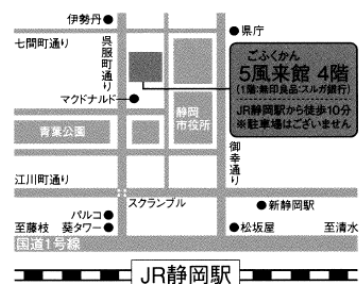 伊勢丹
県庁
七間町通り
呉服町通り
ごふくかん
5風来館 4階
(1階:無印良品:スルガ銀行)
JR静岡駅から徒歩10分
※駐車場はございません
マクドナルド
静岡
市役所
青葉公園
御幸通り
江川町通り
スクランブル
新静岡駅
パルコ
至藤枝
葵タワー
松坂屋
至清水
国道1号線
JR静岡駅